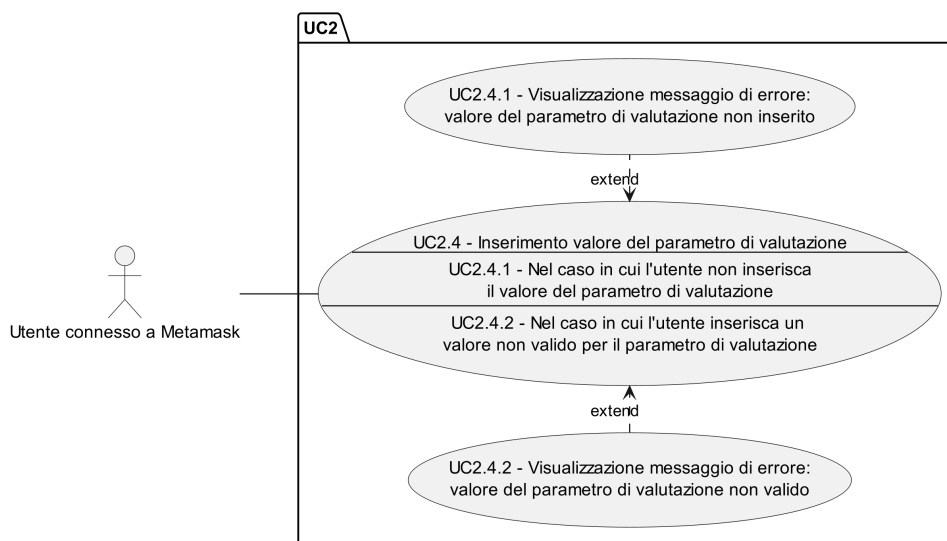 UC2
UC2.4.1 - Visualizzazione messaggio di errore:
valore del parametro di valutazione non inserito
extend
UC2.4 - Inserimento valore del parametro di valutazione
UC2.4.1 - Nel caso in cui l'utente non inserisca
il valore del parametro di valutazione
UC2.4.2 - Nel caso in cui l'utente inserisca un
valore non valido per il parametro di valutazione
Utente connesso a Metamask
extend
UC2.4.2 - Visualizzazione messaggio di errore:
valore del parametro di valutazione non valido